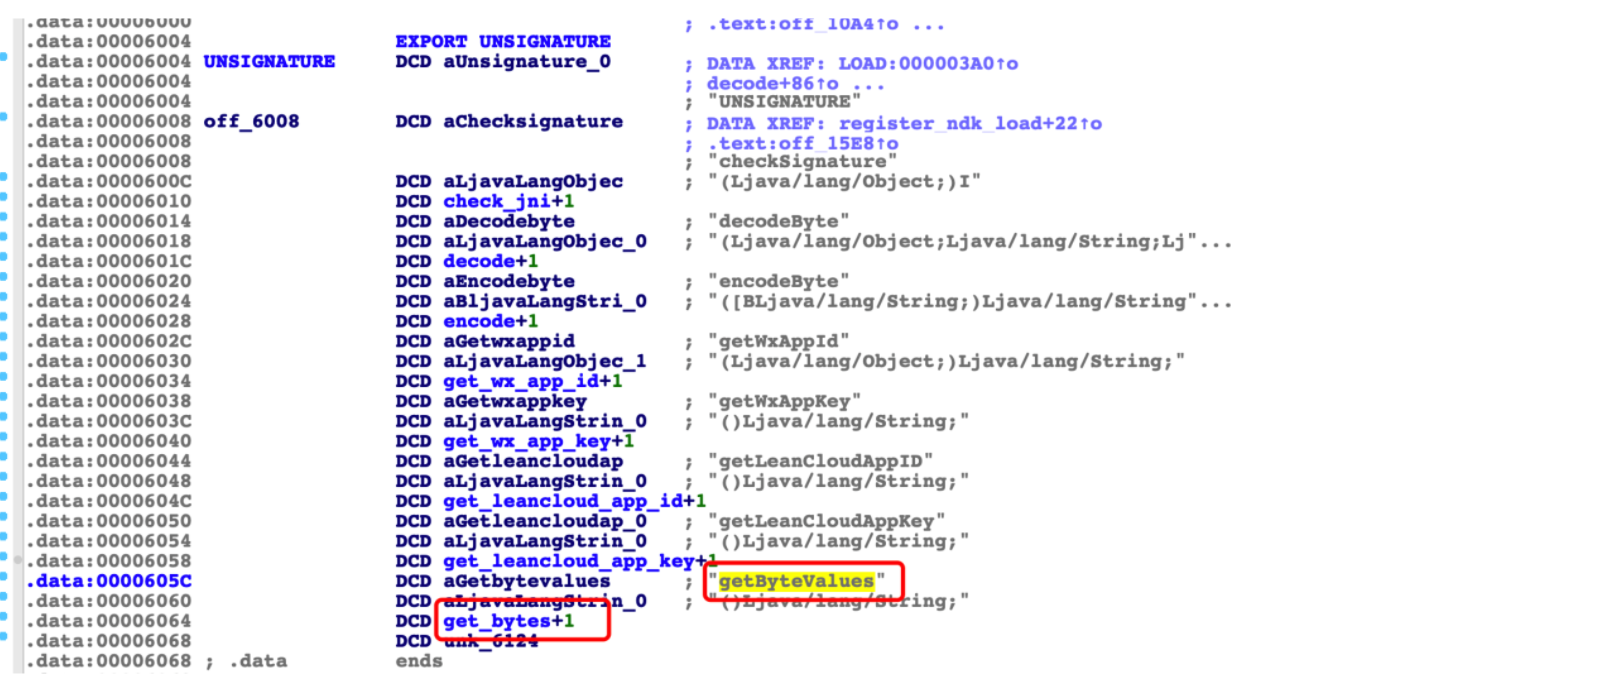 .data:00006000 ; .text:off_10A4↑o ...
.data:00006004 EXPORT UNSIGNATURE
.data:00006004 UNSIGNATURE DCD aUnsignature_0 ; DATA XREF: LOAD:000003A0↑o
.data:00006004 ; decode+86↑o ...
.data:00006004 ; "UNSIGNATURE"
.data:00006008 off_6008 DCD aChecksignature ; DATA XREF: register_ndk_load+22↑o
.data:00006008 ; .text:off_15E8↑o
.data:00006008 ; "checkSignature"
.data:0000600C DCD aLjavaLangObjec ; "(Ljava/lang/Object;)I"
.data:00006010 DCD check_jni+1
.data:00006014 DCD aDecodebyte ; "decodeByte"
.data:00006018 DCD aLjavaLangObjec_0 ; "(Ljava/lang/Object;Ljava/lang/String;Lj"...
.data:0000601C DCD decode+1
.data:00006020 DCD aEncodebyte ; "encodeByte"
.data:00006024 DCD aBljavaLangStri_0 ; "([BLjava/lang/String;)Ljava/lang/String"...
.data:00006028 DCD encode+1
.data:0000602C DCD aGetwxappid ; "getWxAppId"
.data:00006030 DCD aLjavaLangObjec_1 ; "(Ljava/lang/Object;)Ljava/lang/String;"
.data:00006034 DCD get_wx_app_id+1
.data:00006038 DCD aGetwxappkey ; "getWxAppKey"
.data:0000603C DCD aLjavaLangStrin_0 ; "()Ljava/lang/String;"
.data:00006040 DCD get_wx_app_key+1
.data:00006044 DCD aGetleancloudap ; "getLeanCloudAppID"
.data:00006048 DCD aLjavaLangStrin_0 ; "()Ljava/lang/String;"
.data:0000604C DCD get_leancloud_app_id+1
.data:00006050 DCD aGetleancloudap_0 ; "getLeanCloudAppKey"
.data:00006054 DCD aLjavaLangStrin_0 ; "()Ljava/lang/String;"
.data:00006058 DCD get_leancloud_app_key+1
.data:0000605C DCD aGetbytevalues ; "getByteValues"
.data:00006060 DCD aLjavaLangStrin_0 ; "()Ljava/lang/String;"
.data:00006064 DCD get_bytes+1
.data:00006068 DCD unk_6124
.data:00006068 ; .data ends